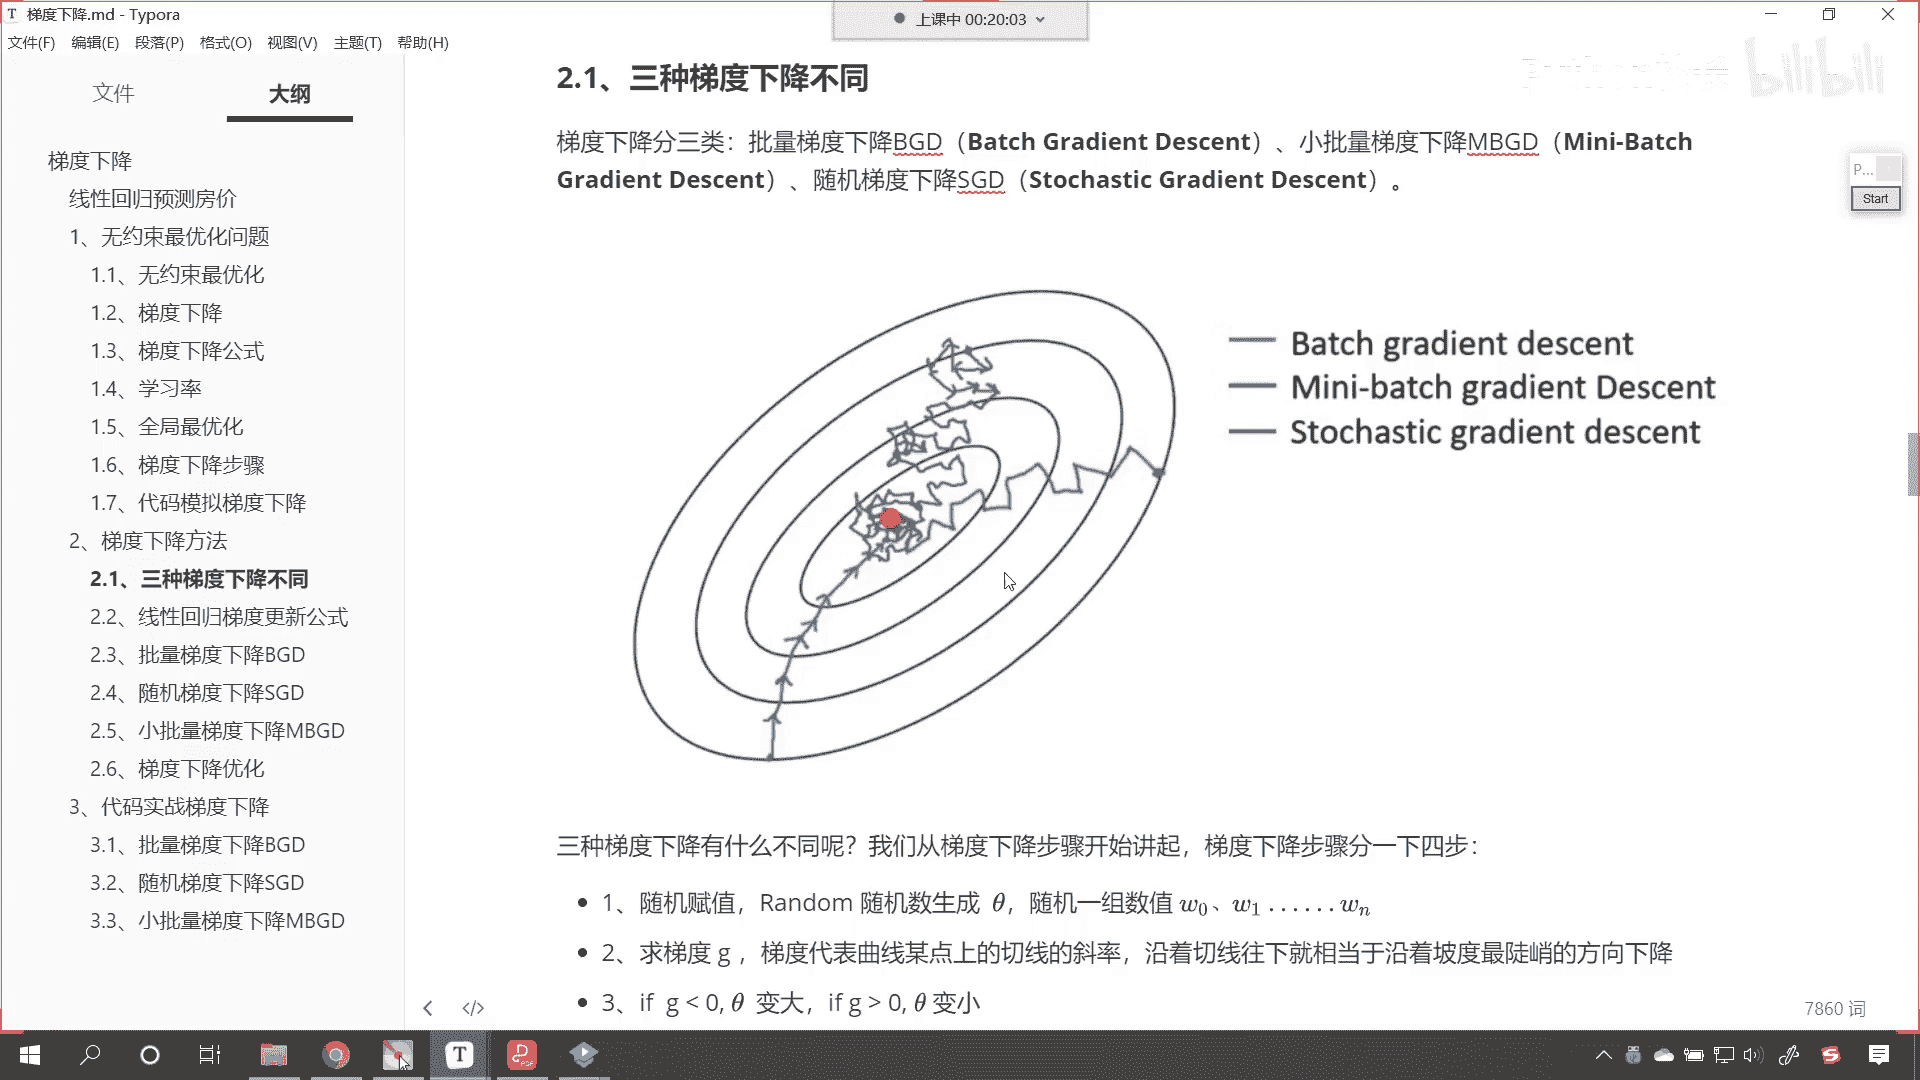 梯度下降.md - Typora
上课中 00:20:03
文件(F) 编辑(E) 段落(P) 格式(O) 视图(V) 主题(T) 帮助(H)
文件 大纲
梯度下降
线性回归预测房价
1、无约束最优化问题
1.1、无约束最优化
1.2、梯度下降
1.3、梯度下降公式
1.4、学习率
1.5、全局最优化
1.6、梯度下降步骤
1.7、代码模拟梯度下降
2、梯度下降方法
2.1、三种梯度下降不同
2.2、线性回归梯度更新公式
2.3、批量梯度下降BGD
2.4、随机梯度下降SGD
2.5、小批量梯度下降MBGD
2.6、梯度下降优化
3、代码实战梯度下降
3.1、批量梯度下降BGD
3.2、随机梯度下降SGD
3.3、小批量梯度下降MBGD
2.1、三种梯度下降不同
梯度下降分三类：批量梯度下降BGD（Batch Gradient Descent）、小批量梯度下降MBGD（Mini-Batch
Gradient Descent）、随机梯度下降SGD（Stochastic Gradient Descent）。
Batch gradient descent
Mini-batch gradient Descent
Stochastic gradient descent
三种梯度下降有什么不同呢？我们从梯度下降步骤开始讲起，梯度下降步骤分一下四步：
1、随机赋值，Random 随机数生成 θ，随机一组数值 w₀、w₁ ...... wₙ
2、求梯度 g ，梯度代表曲线某点上的切线的斜率，沿着切线往下就相当于沿着坡度最陡峭的方向下降
3、if g < 0, θ 变大，if g > 0, θ 变小
7860 词
bilibili
P...
Start